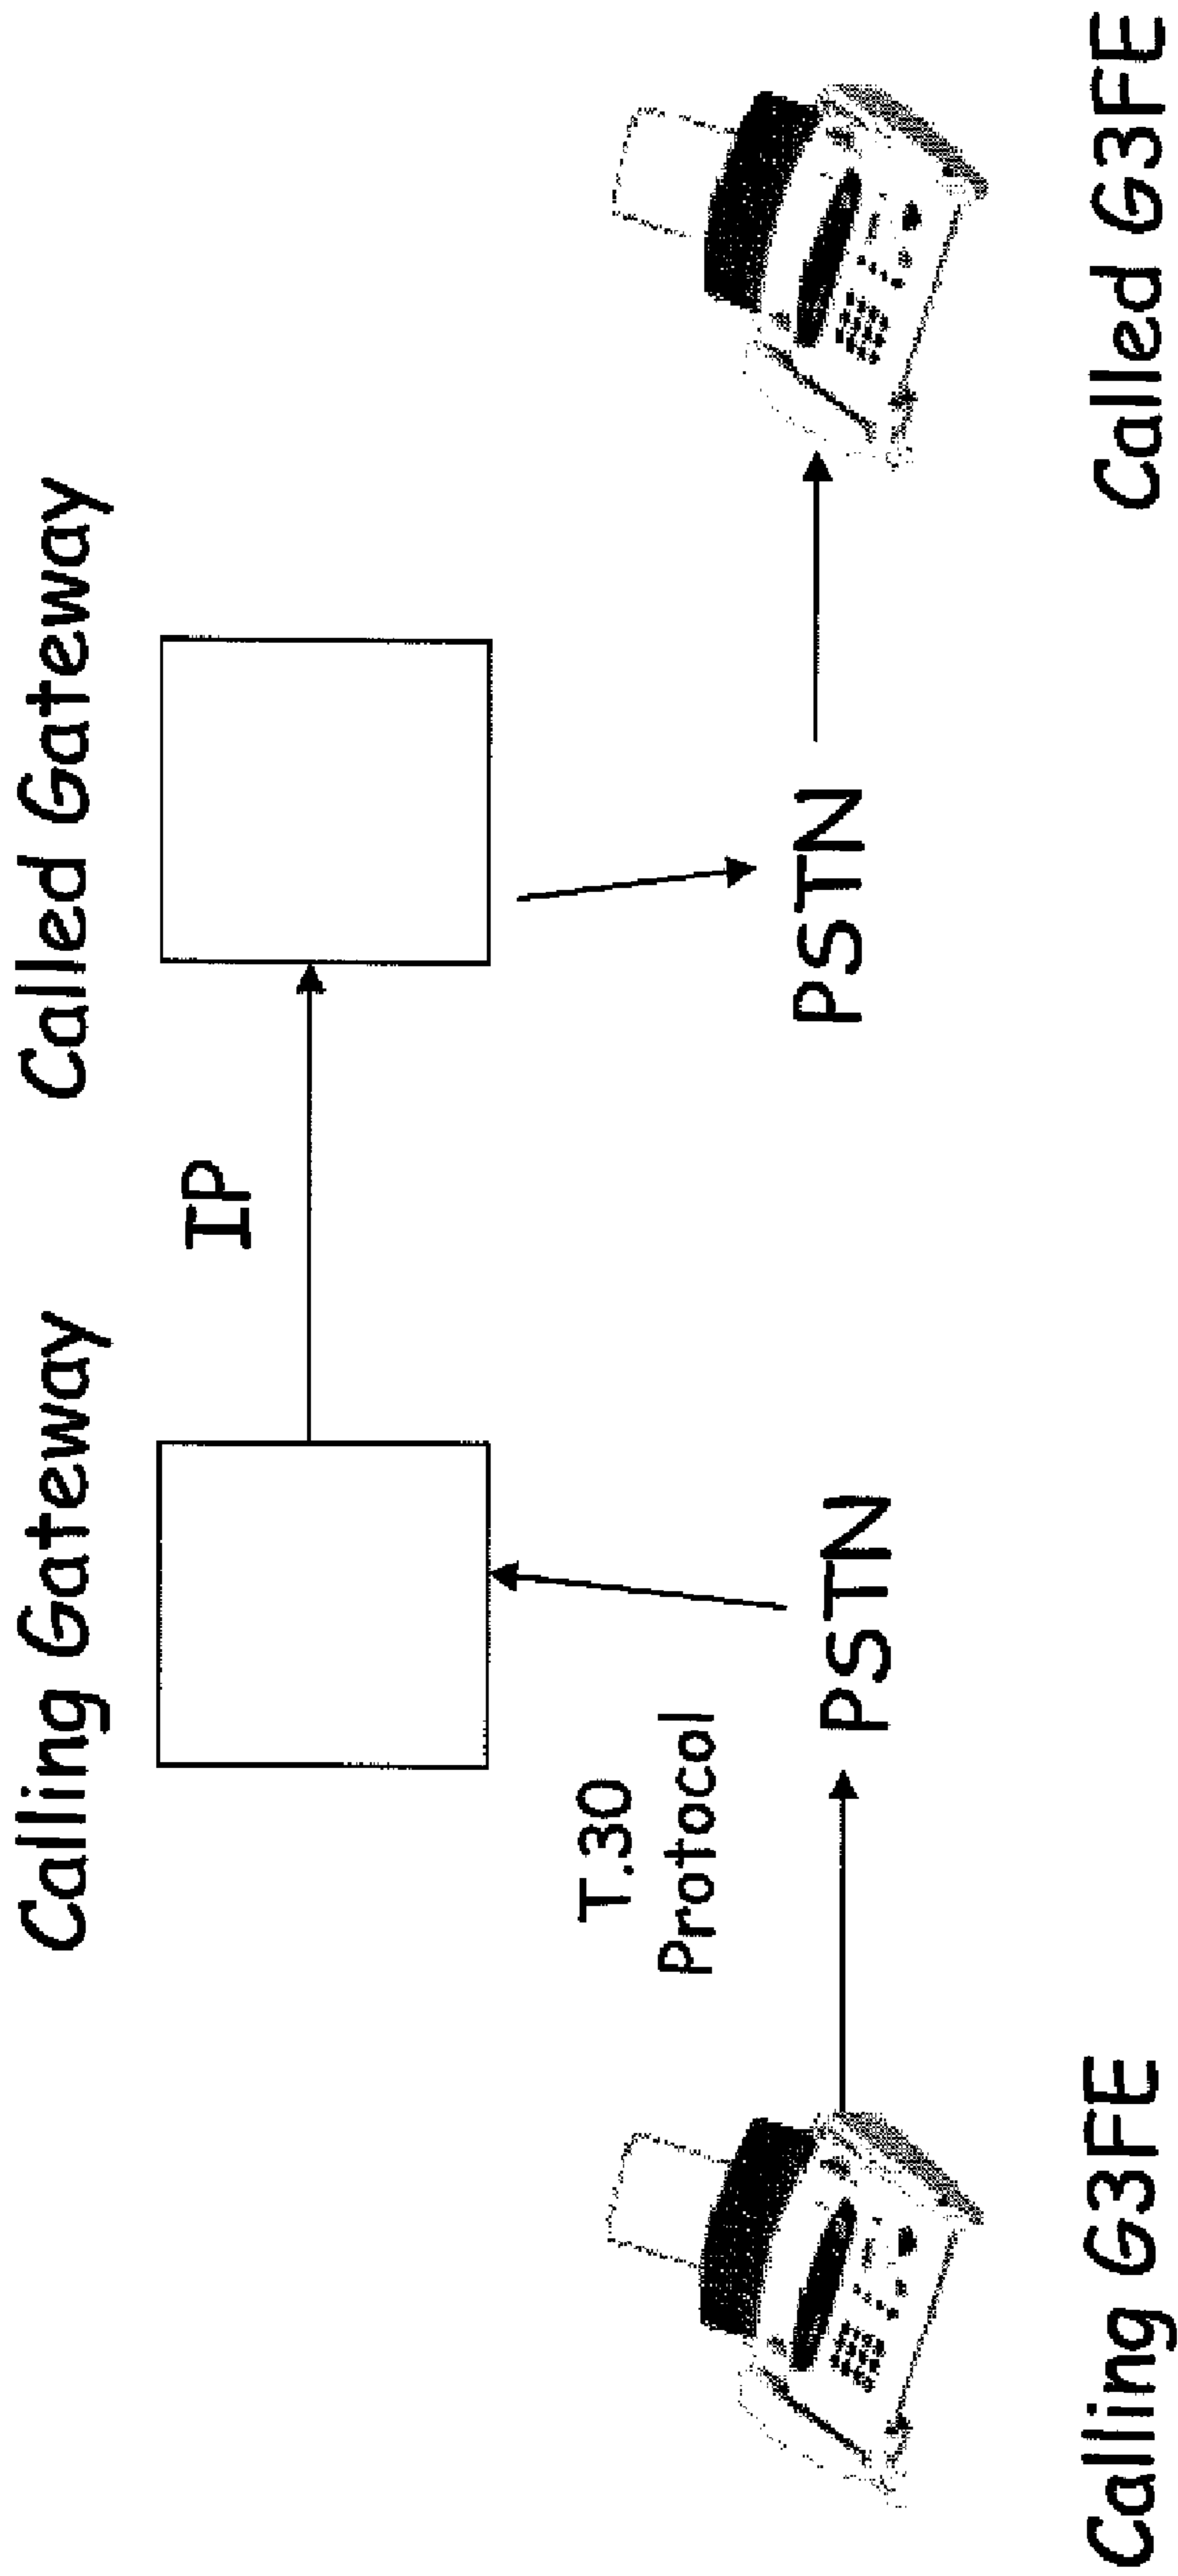 Calling Gateway
Called Gateway
IP
T.30
Protocol
PSTN
PSTN
Calling G3FE
Called G3FE